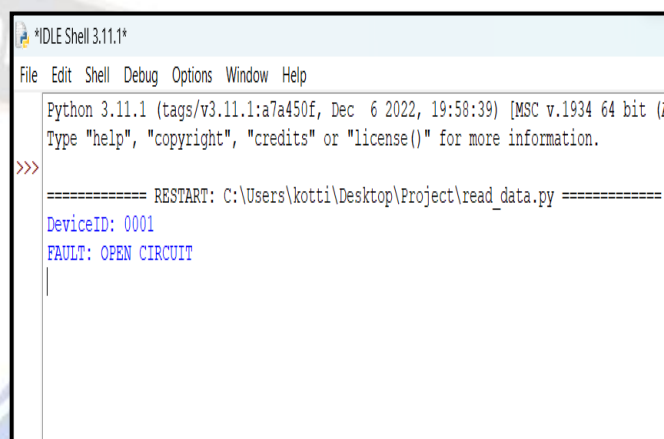 *IDLE Shell 3.11.1*
File Edit Shell Debug Options Window Help
Python 3.11.1 (tags/v3.11.1:a7a450f, Dec  6 2022, 19:58:39) [MSC v.1934 64 bit (
Type "help", "copyright", "credits" or "license()" for more information.
>>>
============= RESTART: C:\Users\kotti\Desktop\Project\read_data.py =============
DeviceID: 0001
FAULT: OPEN CIRCUIT